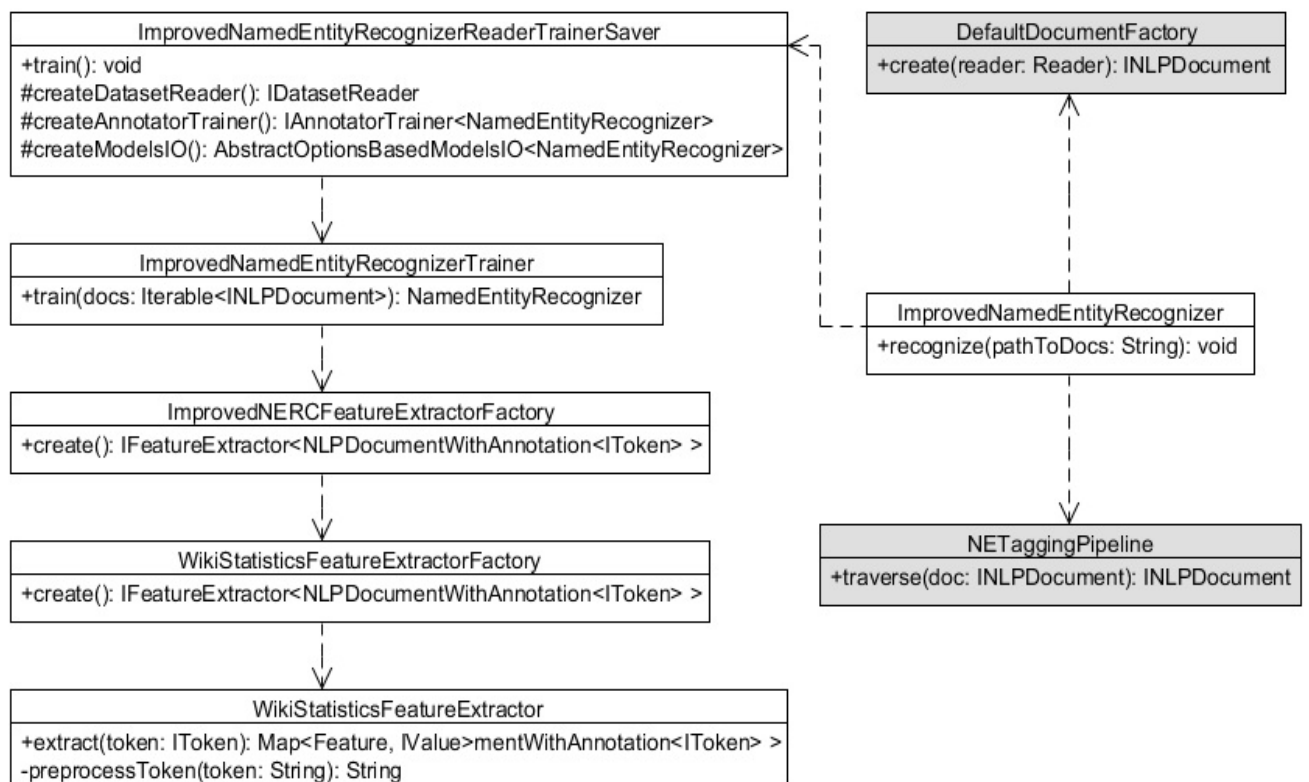 ImprovedNamedEntityRecognizerReaderTrainerSaver
+train(): void
#createDatasetReader(): IDatasetReader
#createAnnotatorTrainer(): IAnnotatorTrainer<NamedEntityRecognizer>
#createModelsIO(): AbstractOptionsBasedModelsIO<NamedEntityRecognizer>
ImprovedNamedEntityRecognizerTrainer
+train(docs: Iterable<INLPDocument>): NamedEntityRecognizer
ImprovedNERCFeatureExtractorFactory
+create(): IFeatureExtractor<NLPDocumentWithAnnotation<IToken> >
WikiStatisticsFeatureExtractorFactory
+create(): IFeatureExtractor<NLPDocumentWithAnnotation<IToken> >
WikiStatisticsFeatureExtractor
+extract(token: IToken): Map<Feature, IValue>mentWithAnnotation<IToken> >
-preprocessToken(token: String): String
DefaultDocumentFactory
+create(reader: Reader): INLPDocument
ImprovedNamedEntityRecognizer
+recognize(pathToDocs: String): void
NETaggingPipeline
+traverse(doc: INLPDocument): INLPDocument